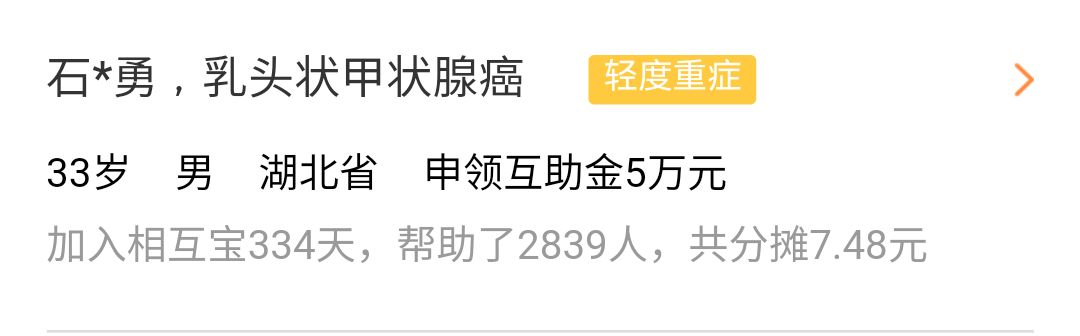 石*勇，乳头状甲状腺癌 轻度重症
33岁 男 湖北省 申领互助金5万元
加入相互宝334天，帮助了2839人，共分摊7.48元